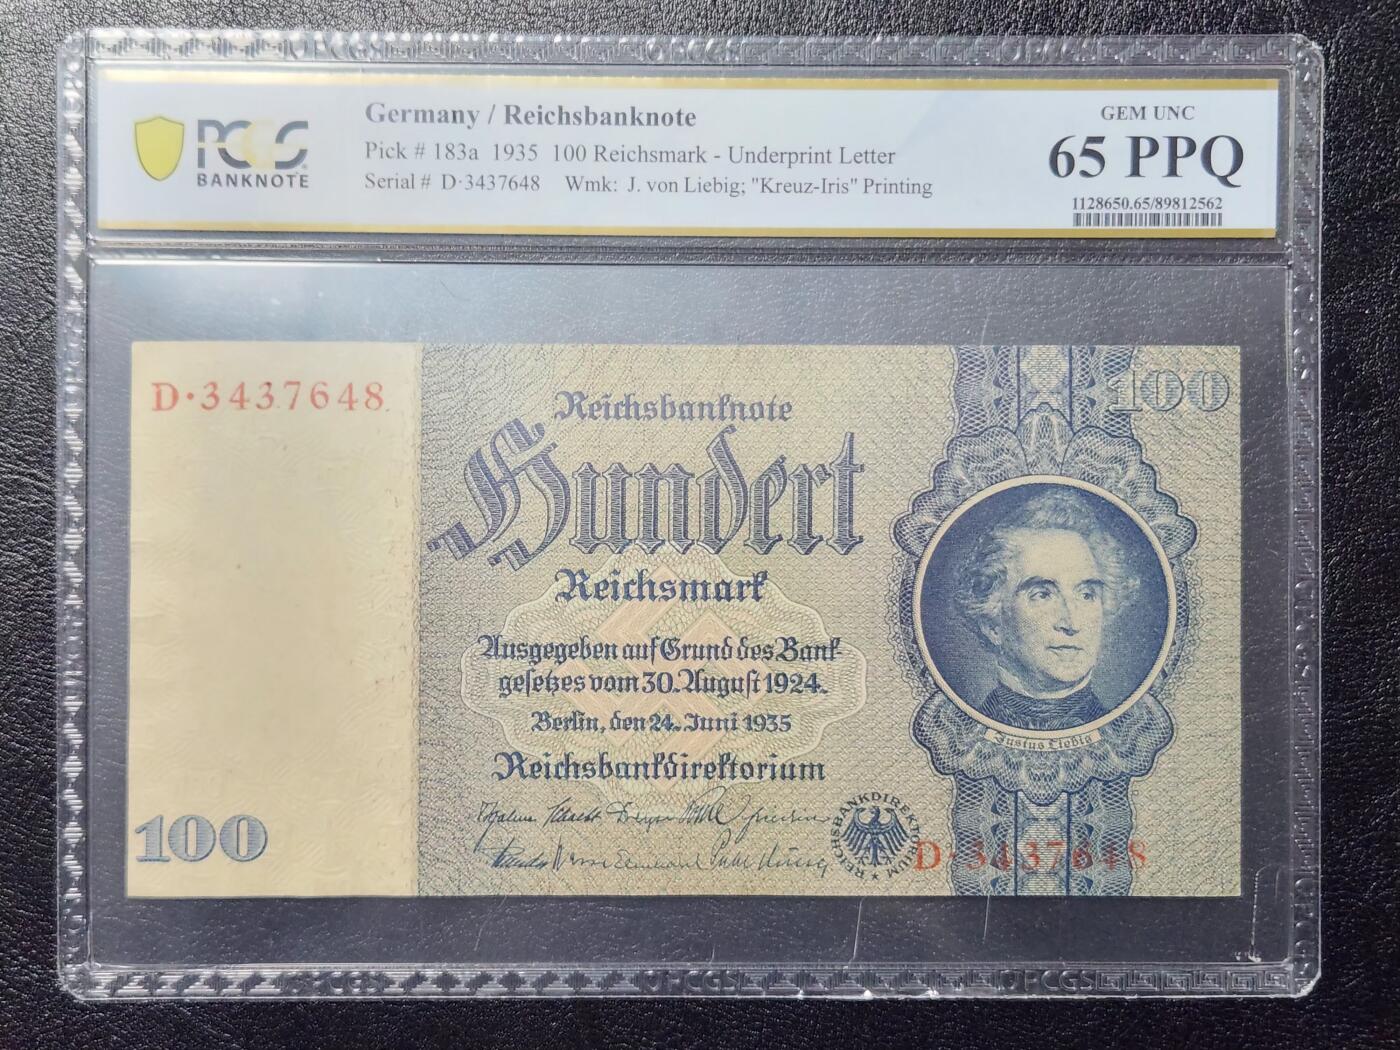 PCGS
BANKNOTE
Germany / Reichsbanknote
Pick # 183a 1935 100 Reichsmark - Underprint Letter
Serial # D·3437648 Wmk: J. von Liebig; "Kreuz-Iris" Printing
GEM UNC
65 PPQ
1128650.65/89812562
D·3437648
Reichsbanknote
100
Hundert
Reichsmark
Ausgegeben auf Grund des Bank-
gesetzes vom 30. August 1924.
Berlin, den 24. Juni 1935
Reichsbankdirektorium
Justus Liebig
100
REICHSBANKDIREKTORIUM
D·3437648
PCGS